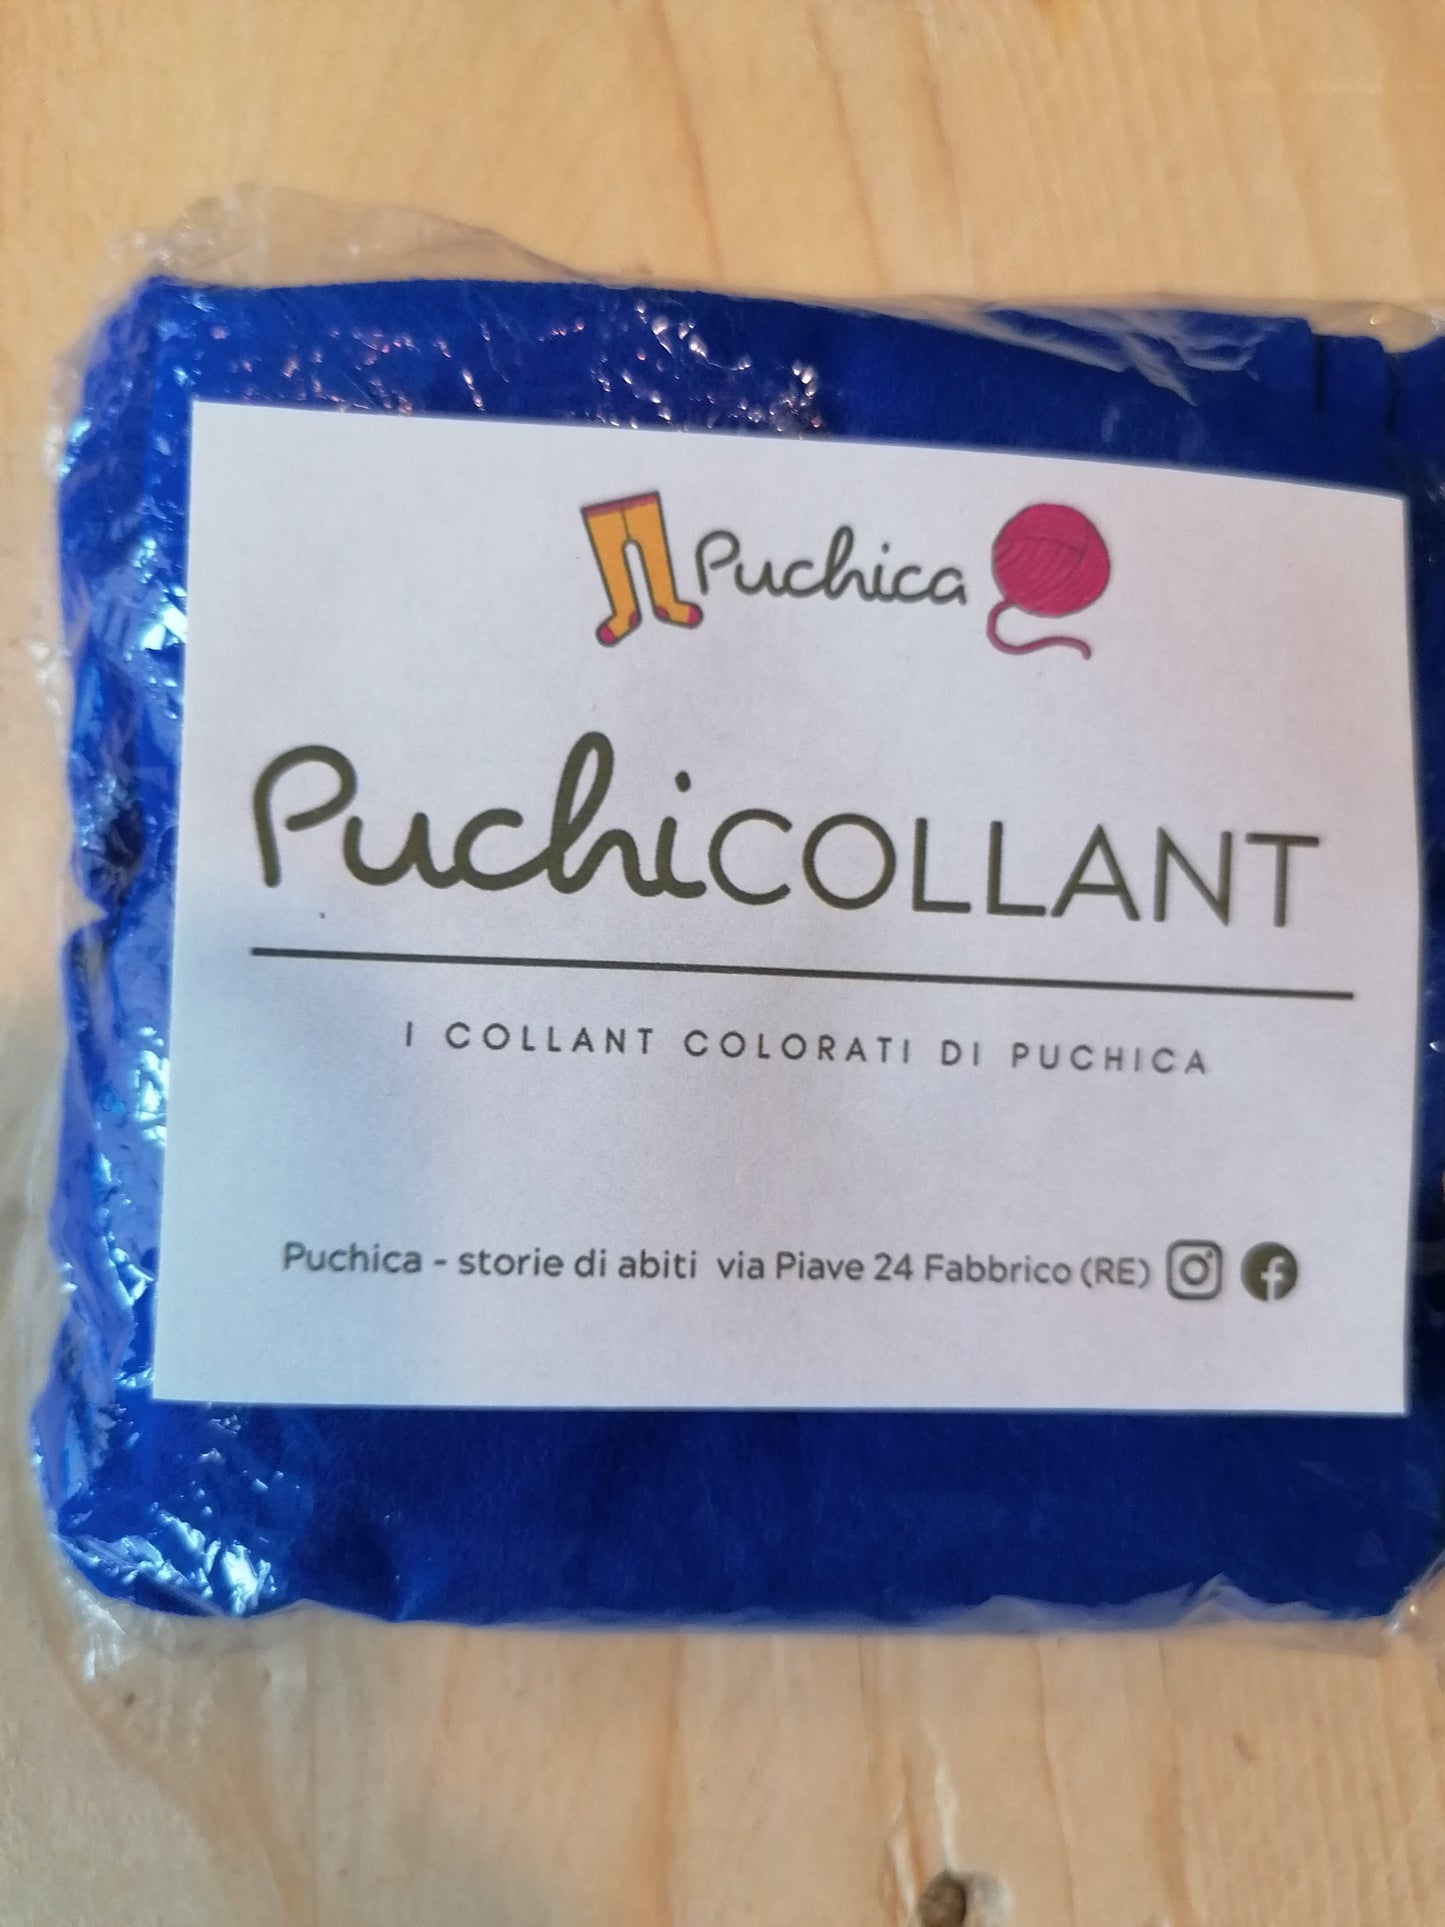 Puchica
PuchiCOLLANT
I COLLANT COLORATI DI PUCHICA
Puchica - storie di abiti via Piave 24 Fabbrico (RE)